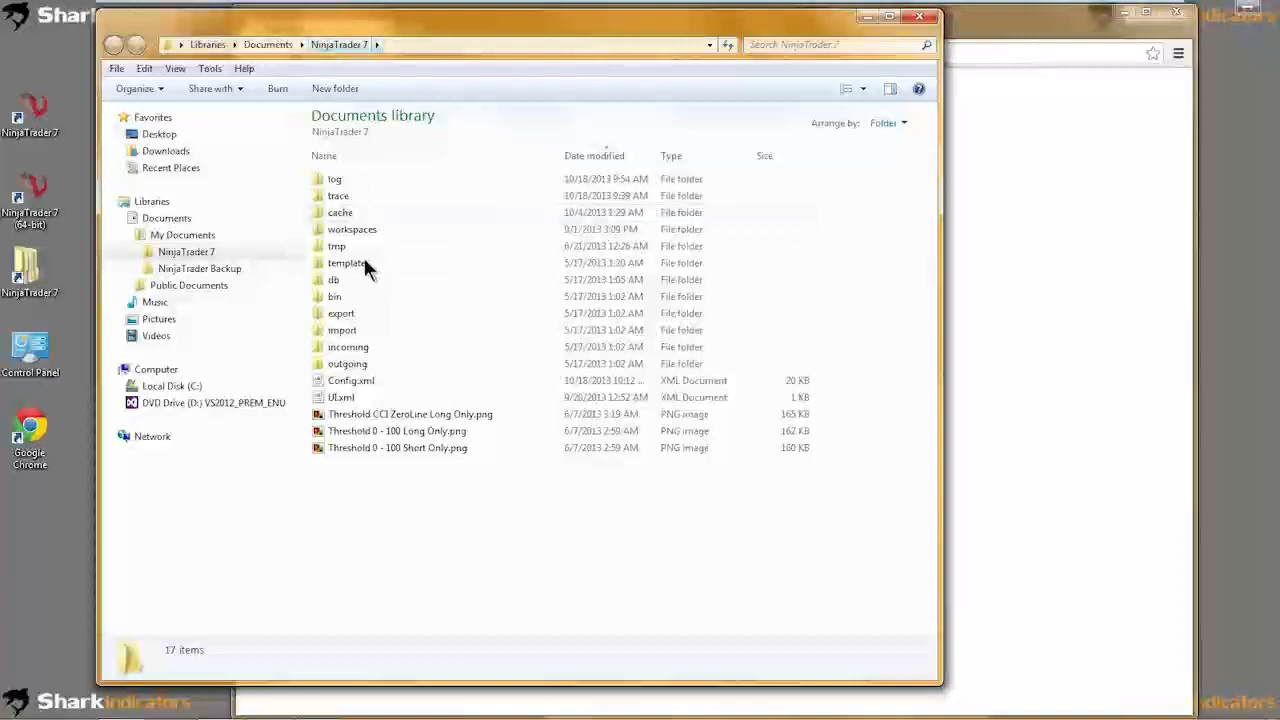 Shark
indicators
Libraries Documents NinjaTrader 7
Search NinjaTrader 7
File Edit View Tools Help
Organize Share with Burn New folder
Favorites
Desktop
Downloads
Recent Places
Libraries
Documents
My Documents
NinjaTrader 7
NinjaTrader Backup
Public Documents
Music
Pictures
Videos
Computer
Local Disk (C:)
DVD Drive (D:) VS2012_PREM_ENU
Network
Documents library
NinjaTrader 7
Arrange by: Folder
Name Date modified Type Size
log 10/18/2013 9:54 AM File folder
trace 10/18/2013 9:39 AM File folder
cache 10/4/2013 1:29 AM File folder
workspaces 9/1/2013 3:09 PM File folder
tmp 6/21/2013 12:26 AM File folder
template 5/17/2013 1:20 AM File folder
db 5/17/2013 1:05 AM File folder
bin 5/17/2013 1:02 AM File folder
export 5/17/2013 1:02 AM File folder
import 5/17/2013 1:02 AM File folder
incoming 5/17/2013 1:02 AM File folder
outgoing 5/17/2013 1:02 AM File folder
Config.xml 10/18/2013 10:12 ... XML Document 20 KB
UI.xml 9/20/2013 12:52 AM XML Document 1 KB
Threshold CCI ZeroLine Long Only.png 6/7/2013 3:19 AM PNG image 165 KB
Threshold 0 - 100 Long Only.png 6/7/2013 2:59 AM PNG image 162 KB
Threshold 0 - 100 Short Only.png 6/7/2013 2:59 AM PNG image 160 KB
17 items
NinjaTrader 7
NinjaTrader 7
(64-bit)
NinjaTrader 7
Control Panel
Google
Chrome
SharkIndicators
indicators